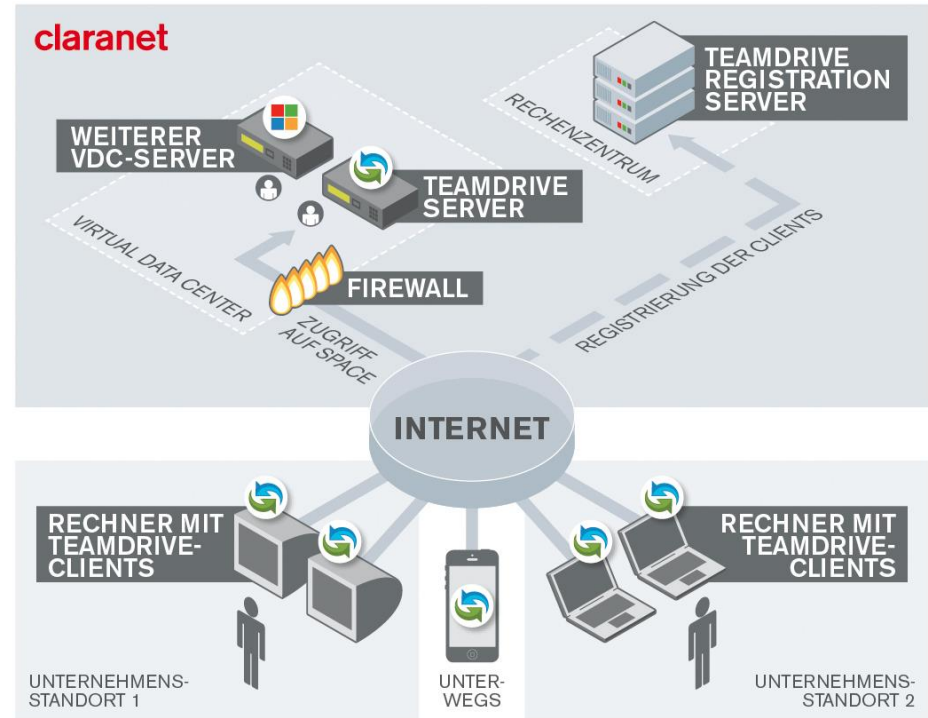 claranet
TEAMDRIVE
REGISTRATION
SERVER
RECHENZENTRUM
WEITERER
VDC-SERVER
TEAMDRIVE
SERVER
VIRTUAL DATA CENTER
FIREWALL
ZUGRIFF
AUF SPACE
REGISTRIERUNG DER CLIENTS
INTERNET
RECHNER MIT
TEAMDRIVE-
CLIENTS
RECHNER MIT
TEAMDRIVE-
CLIENTS
UNTERNEHMENS-
STANDORT 1
UNTER-
WEGS
UNTERNEHMENS-
STANDORT 2